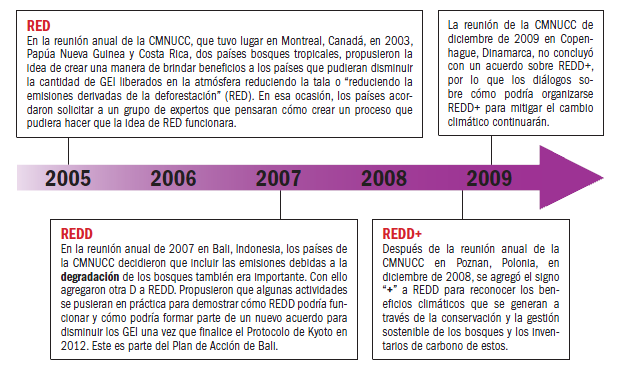 RED
En la reunión anual de la CMNUCC, que tuvo lugar en Montreal, Canadá, en 2003,
Papúa Nueva Guinea y Costa Rica, dos países bosques tropicales, propusieron la
idea de crear una manera de brindar beneficios a los países que pudieran disminuir
la cantidad de GEI liberados en la atmósfera reduciendo la tala o “reduciendo la
emisiones derivadas de la deforestación” (RED). En esa ocasión, los países acor-
daron solicitar a un grupo de expertos que pensaran cómo crear un proceso que
pudiera hacer que la idea de RED funcionara.
La reunión de la CMNUCC de
diciembre de 2009 en Copen-
hague, Dinamarca, no concluyó
con un acuerdo sobre REDD+,
por lo que los diálogos so-
bre cómo podría organizarse
REDD+ para mitigar el cambio
climático continuarán.
2005 2006 2007 2008 2009
REDD
En la reunión anual de 2007 en Bali, Indonesia, los países de
la CMNUCC decidieron que incluir las emisiones debidas a la
degradación de los bosques también era importante. Con ello
agregaron otra D a REDD. Propusieron que algunas actividades
se pusieran en práctica para demostrar cómo REDD podría fun-
cionar y cómo podría formar parte de un nuevo acuerdo para
disminuir los GEI una vez que finalice el Protocolo de Kyoto en
2012. Este es parte del Plan de Acción de Bali.
REDD+
Después de la reunión anual de la
CMNUCC en Poznan, Polonia, en
diciembre de 2008, se agregó el signo
“+” a REDD para reconocer los be-
neficios climáticos que se generan a
través de la conservación y la gestión
sostenible de los bosques y los inven-
tarios de carbono de estos.